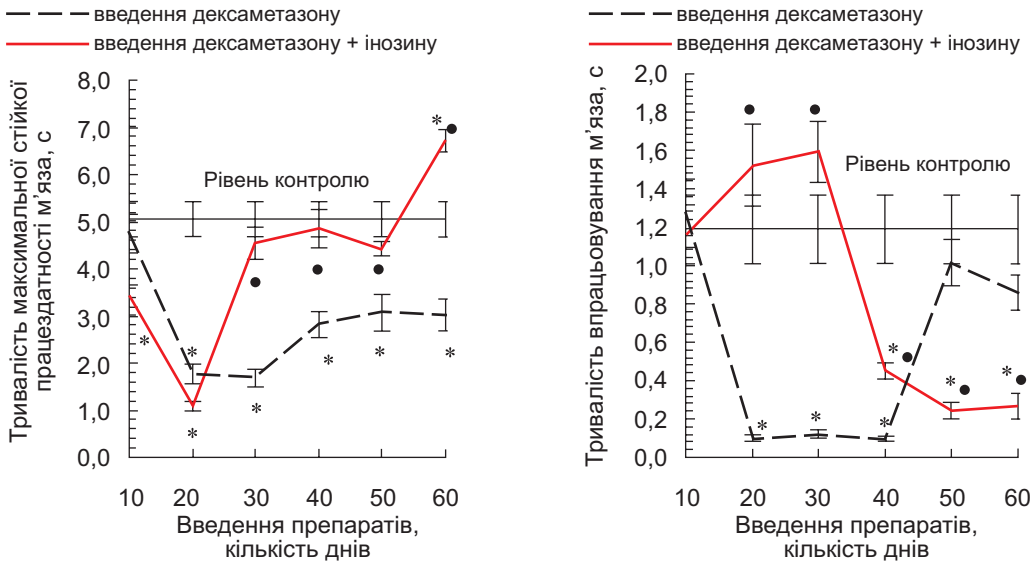 введення дексаметазону
введення дексаметазону + інозину
Тривалість максимальної стійкої
працездатності м’яза, с
8,0
7,0
6,0
5,0
4,0
3,0
2,0
1,0
0,0
Рівень контролю
*
*
*
*
*
*
*
*
10 20 30 40 50 60
Введення препаратів,
кількість днів
введення дексаметазону
введення дексаметазону + інозину
Тривалість впрацьовування м’яза, с
2,0
1,8
1,6
1,4
1,2
1,0
0,8
0,6
0,4
0,2
0,0
Рівень контролю
*
*
*
*
*
*
10 20 30 40 50 60
Введення препаратів,
кількість днів